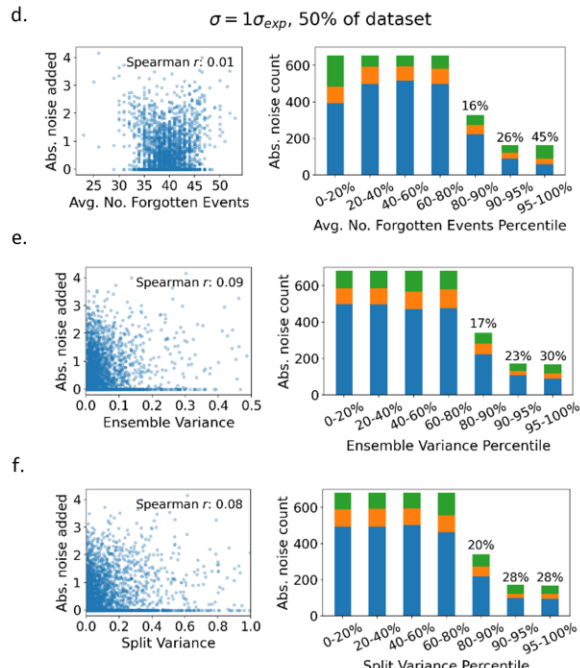 d.
σ = 1σ_exp, 50% of dataset
Abs. noise added
4
3
2
1
0
Spearman r: 0.01
25 30 35 40 45 50
Avg. No. Forgotten Events
Abs. noise count
600
400
200
0
16%
26%
45%
0-20% 20-40% 40-60% 60-80% 80-90% 90-95% 95-100%
Avg. No. Forgotten Events Percentile
e.
Abs. noise added
4
3
2
1
0
Spearman r: 0.09
0.0 0.1 0.2 0.3 0.4 0.5
Ensemble Variance
Abs. noise count
600
400
200
0
17%
23%
30%
0-20% 20-40% 40-60% 60-80% 80-90% 90-95% 95-100%
Ensemble Variance Percentile
f.
Abs. noise added
4
3
2
1
0
Spearman r: 0.08
0.0 0.2 0.4 0.6 0.8 1.0
Split Variance
Abs. noise count
600
400
200
0
20%
28%
28%
0-20% 20-40% 40-60% 60-80% 80-90% 90-95% 95-100%
Split Variance Percentile